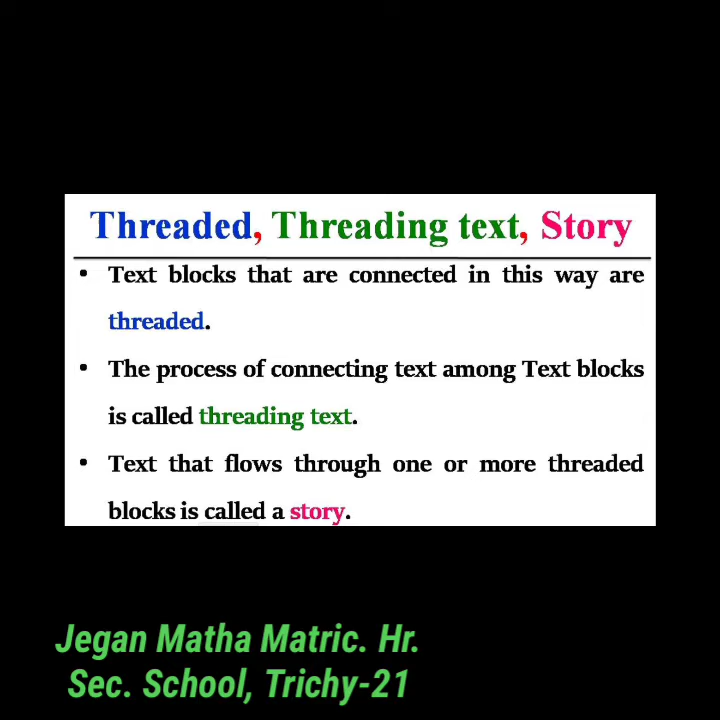 Threaded, Threading text, Story
• Text blocks that are connected in this way are
threaded.
• The process of connecting text among Text blocks
is called threading text.
• Text that flows through one or more threaded
blocks is called a story.
Jegan Matha Matric. Hr.
Sec. School, Trichy-21